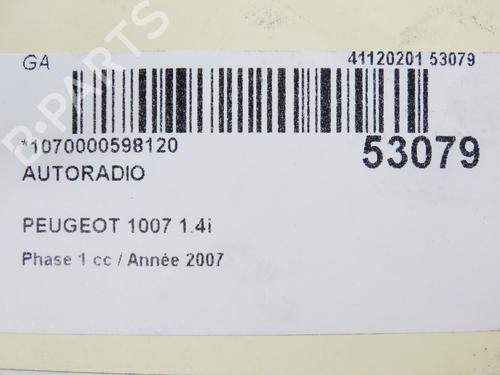 GA
41120201 53079
*1070000598120
53079
AUTORADIO
PEUGEOT 1007 1.4i
Phase 1 cc / Année 2007
B-PARTS